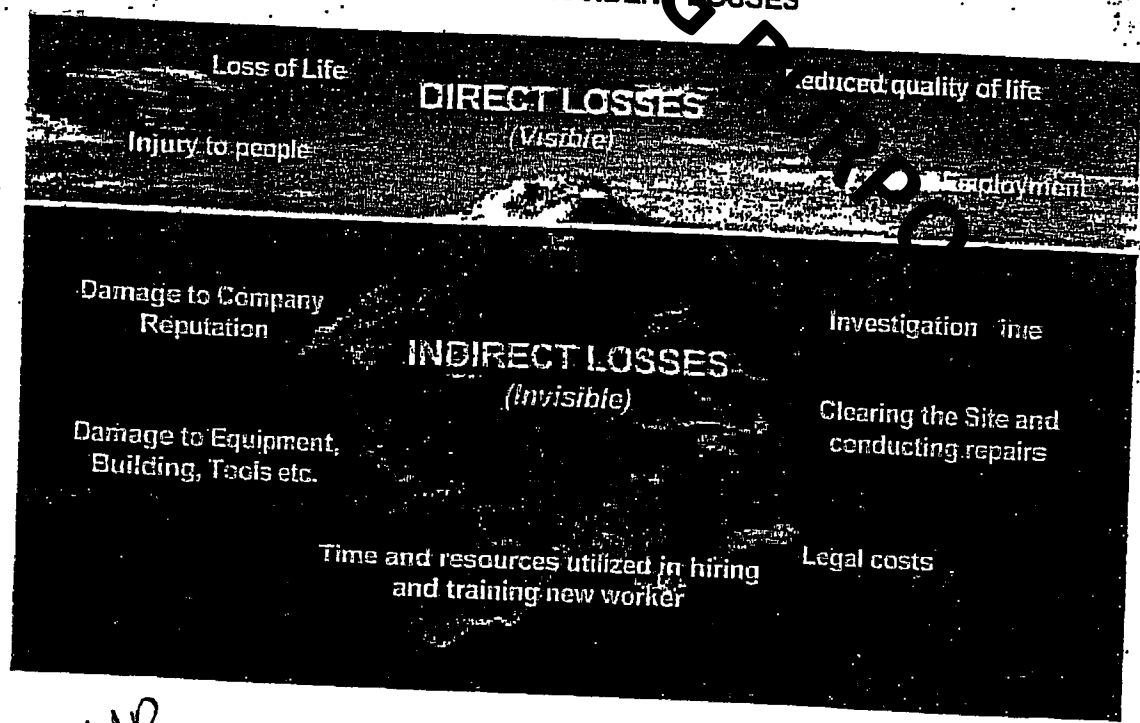 Loss of Life
DIRECT LOSSES
(Visible)
educed quality of life
Injury to people
mployment
Damage to Company
Reputation
INDIRECT LOSSES
(Invisible)
Investigation ime
Damage to Equipment,
Building, Tools etc.
Clearing the Site and
conducting repairs
Time and resources utilized in hiring
and training new worker
Legal costs